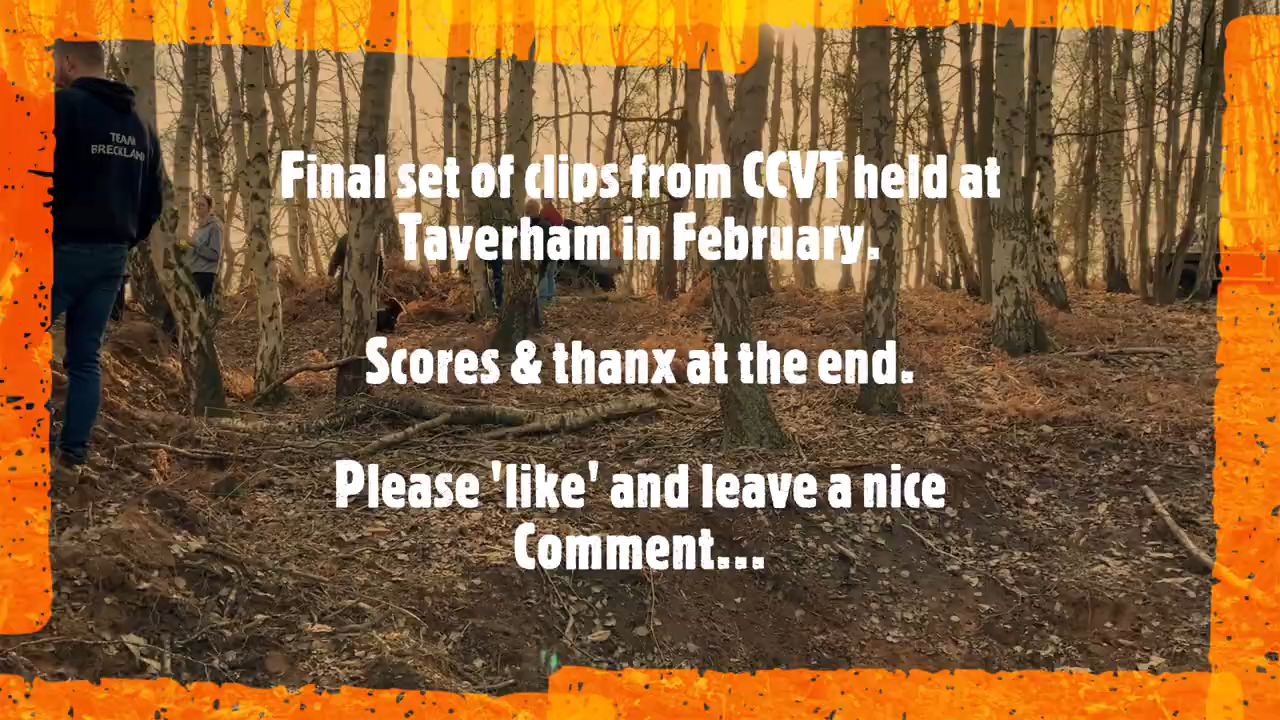 TEAM
BRECKLAND
Final set of clips from CCVT held at
Taverham in February.
Scores & thanx at the end.
Please 'like' and leave a nice
Comment...